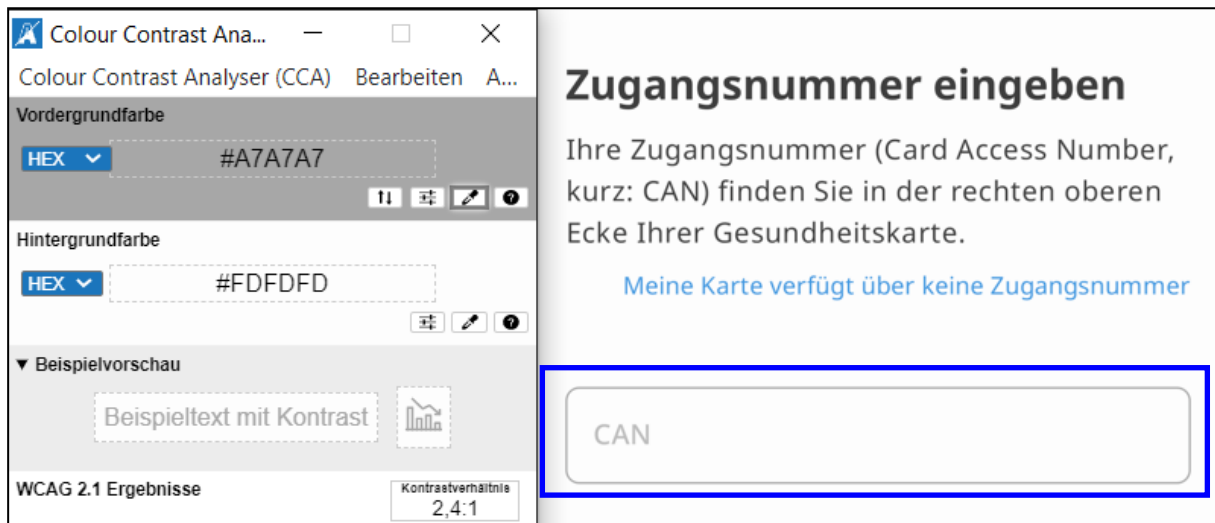 Colour Contrast Ana...
Colour Contrast Analyser (CCA) Bearbeiten A...
Vordergrundfarbe
HEX #A7A7A7
Hintergrundfarbe
HEX #FDFDFD
▼ Beispielvorschau
Beispieltext mit Kontrast
WCAG 2.1 Ergebnisse
Kontrastverhältnis
2,4:1
Zugangsnummer eingeben
Ihre Zugangsnummer (Card Access Number,
kurz: CAN) finden Sie in der rechten oberen
Ecke Ihrer Gesundheitskarte.
Meine Karte verfügt über keine Zugangsnummer
CAN